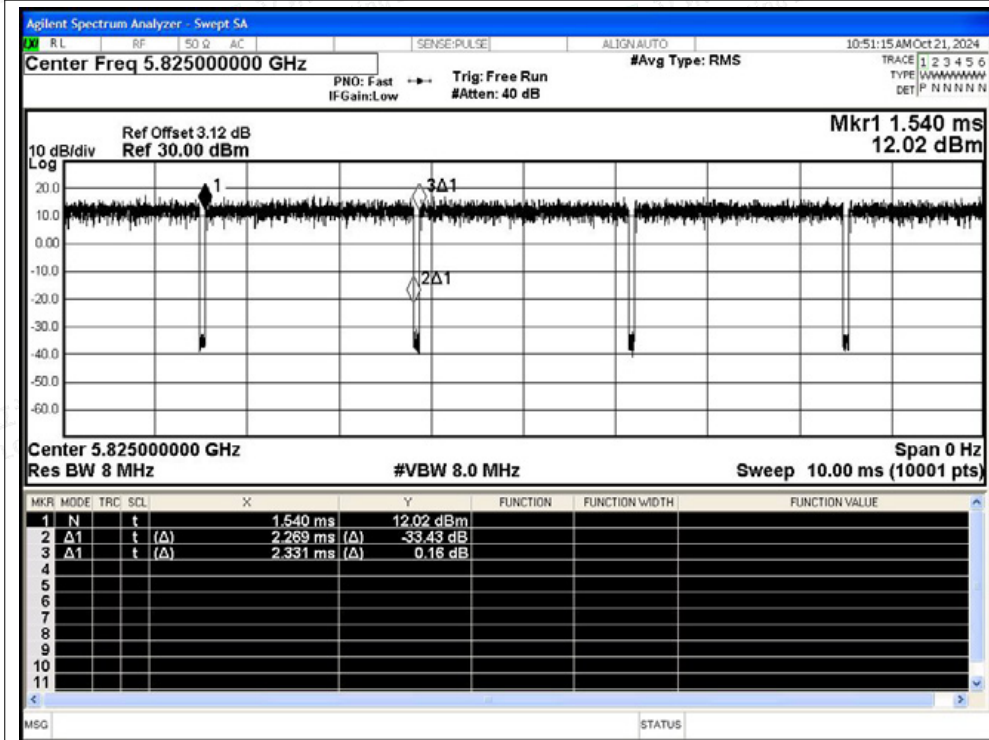 Agilent Spectrum Analyzer - Swept SA
LXI RL RF 50 Ω AC SENSE:PULSE ALIGN AUTO 10:51:15 AM Oct 21, 2024
Center Freq 5.825000000 GHz #Avg Type: RMS TRACE 1 2 3 4 5 6
PNO: Fast Trig: Free Run TYPE WWWWWW
IFGain:Low #Atten: 40 dB DET P N N N N N
Mkr1 1.540 ms
Ref Offset 3.12 dB
10 dB/div Ref 30.00 dBm 12.02 dBm
Log
20.0
1 3Δ1
10.0
0.00
-10.0
2Δ1
-20.0
-30.0
-40.0
-50.0
-60.0
Center 5.825000000 GHz Span 0 Hz
Res BW 8 MHz #VBW 8.0 MHz Sweep 10.00 ms (10001 pts)
MKR MODE TRC SCL X Y FUNCTION FUNCTION WIDTH FUNCTION VALUE
1 N t 1.540 ms 12.02 dBm
2 Δ1 t (Δ) 2.269 ms (Δ) -33.43 dB
3 Δ1 t (Δ) 2.331 ms (Δ) 0.16 dB
4
5
6
7
8
9
10
11
MSG STATUS